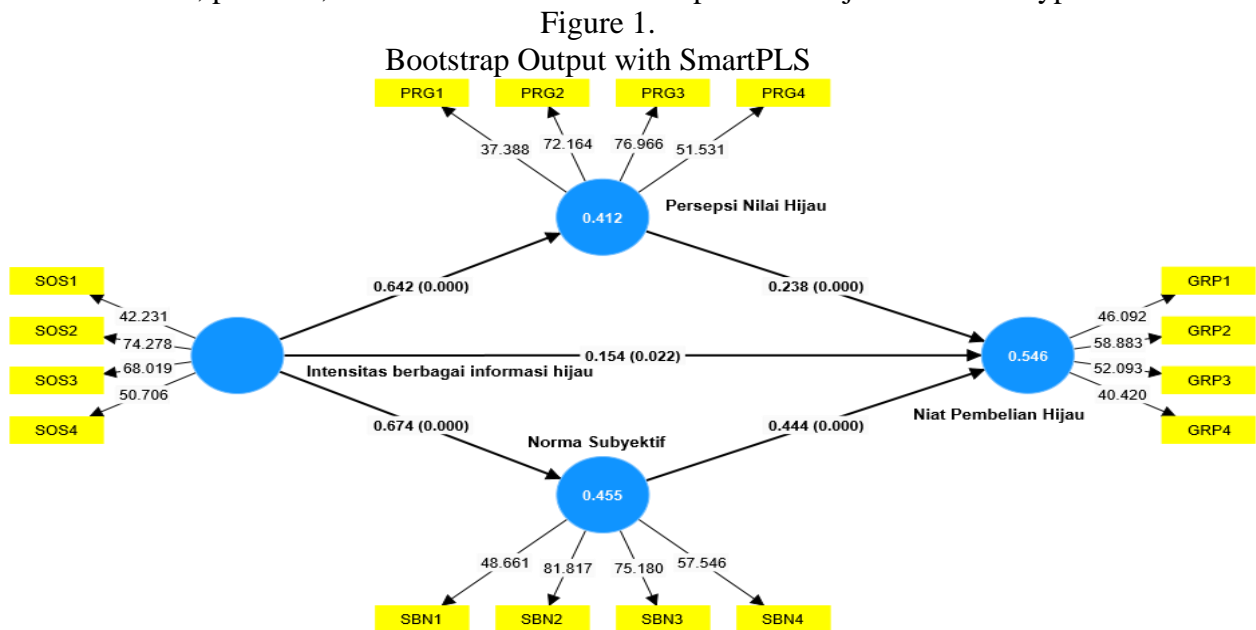 Figure 1.
Bootstrap Output with SmartPLS
PRG1 PRG2 PRG3 PRG4
37.388 72.164 76.966 51.531
0.412
Persepsi Nilai Hijau
SOS1
SOS2
SOS3
SOS4
42.231
74.278
68.019
50.706
0.642 (0.000)
0.238 (0.000)
0.154 (0.022)
Intensitas berbagai informasi hijau
0.674 (0.000)
0.444 (0.000)
0.546
Niat Pembelian Hijau
46.092
58.883
52.093
40.420
GRP1
GRP2
GRP3
GRP4
Norma Subyektif
0.455
48.661 81.817 75.180 57.546
SBN1 SBN2 SBN3 SBN4